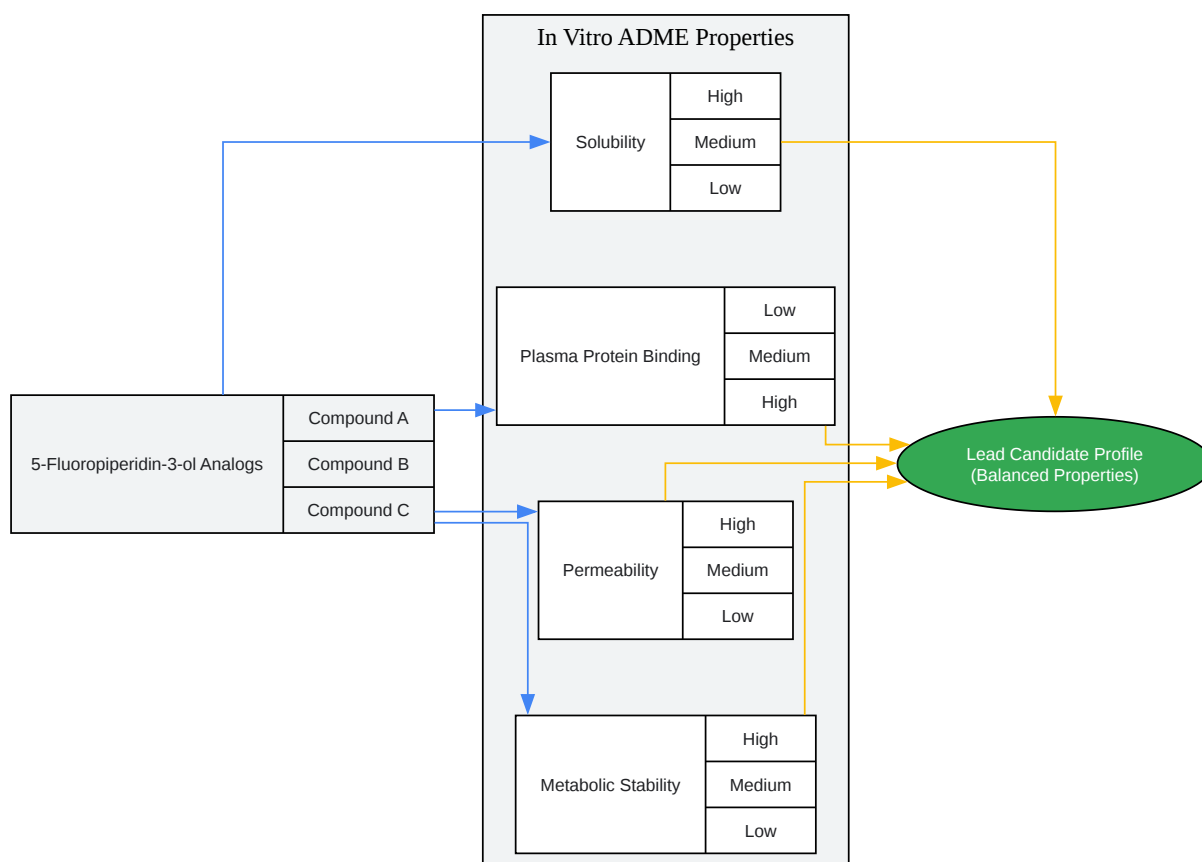 In Vitro ADME Properties
Solubility
High
Medium
Low
Plasma Protein Binding
Low
Medium
High
5-Fluoropiperidin-3-ol Analogs
Compound A
Compound B
Compound C
Lead Candidate Profile
(Balanced Properties)
Permeability
High
Medium
Low
Metabolic Stability
High
Medium
Low